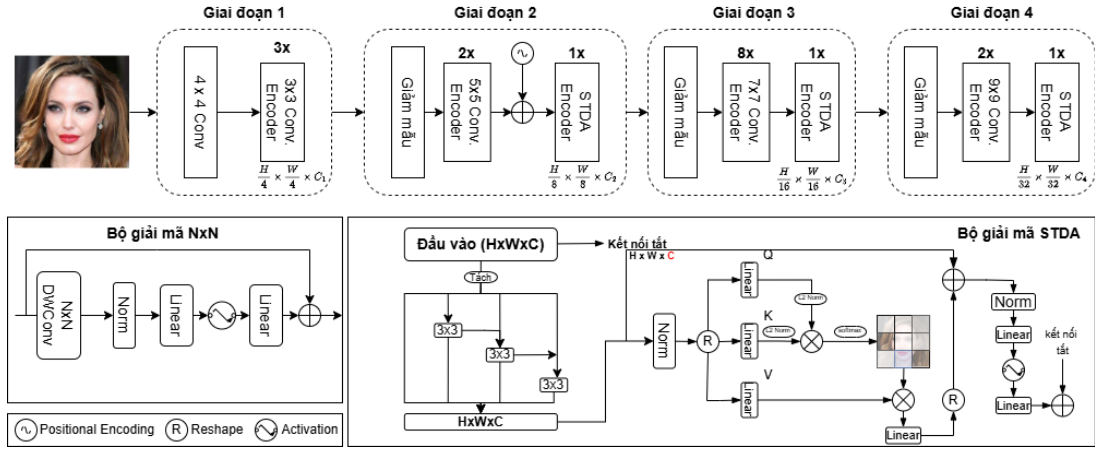 Giai đoạn 1
Giai đoạn 2
Giai đoạn 3
Giai đoạn 4
4 x 4 Conv
3x
3x3 Conv. Encoder
H/4 × W/4 × C₁
Giảm mẫu
2x
5x5 Conv. Encoder
1x
STDA Encoder
H/8 × W/8 × C₂
Giảm mẫu
8x
7x7 Conv. Encoder
1x
STDA Encoder
H/16 × W/16 × C₃
Giảm mẫu
2x
9x9 Conv. Encoder
1x
STDA Encoder
H/32 × W/32 × C₄
Bộ giải mã NxN
NxN DWConv
Norm
Linear
Linear
Positional Encoding
R
Reshape
Activation
Bộ giải mã STDA
Đầu vào (HxWxC)
Kết nối tắt
H x W x C
Tách
3x3
3x3
3x3
HxWxC
Norm
R
Q
Linear
L2 Norm
K
Linear
L2 Norm
softmax
V
Linear
Linear
R
Norm
Linear
kết nối
tắt
Linear